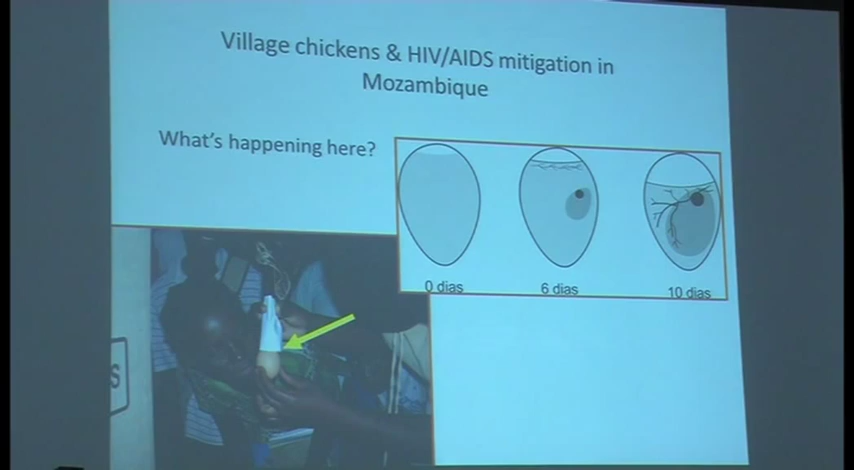 Village chickens & HIV/AIDS mitigation in
Mozambique
What's happening here?
0 dias
6 dias
10 dias
S